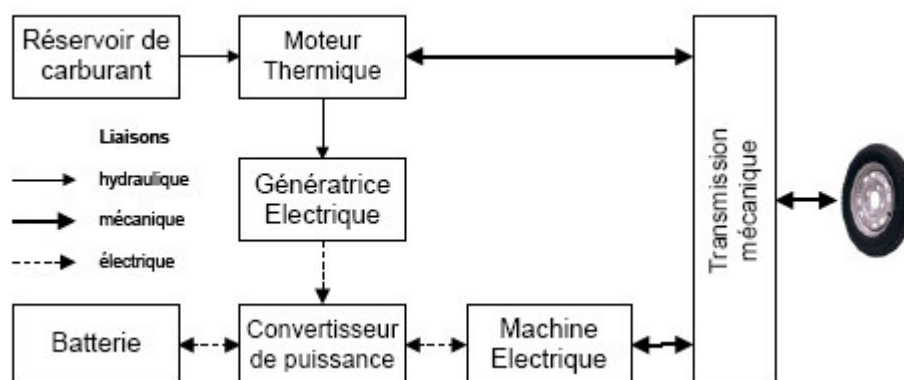 Réservoir de
carburant
Moteur
Thermique
Liaisons
hydraulique
mécanique
électrique
Génératrice
Electrique
Batterie
Convertisseur
de puissance
Machine
Electrique
Transmission
mécanique